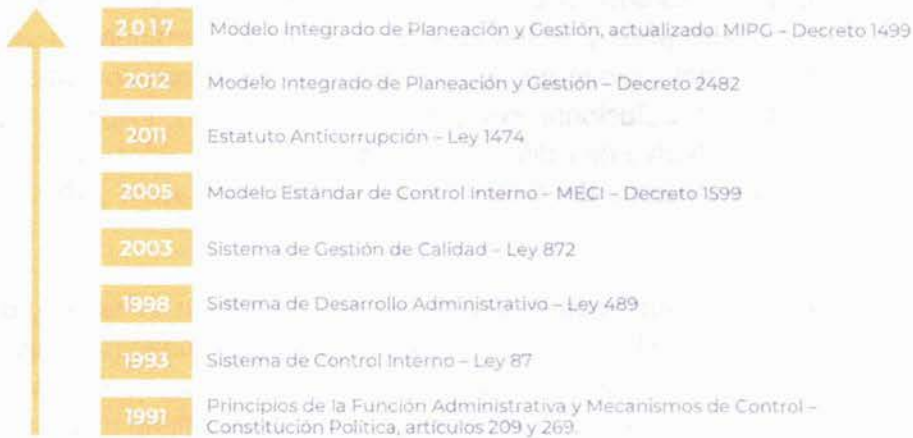 2017 Modelo Integrado de Planeación y Gestión, actualizado MIPG – Decreto 1499
2012 Modelo Integrado de Planeación y Gestión – Decreto 2482
2011 Estatuto Anticorrupción – Ley 1474
2005 Modelo Estándar de Control Interno – MECI – Decreto 1599
2003 Sistema de Gestión de Calidad – Ley 872
1998 Sistema de Desarrollo Administrativo – Ley 489
1993 Sistema de Control Interno – Ley 87
1991 Principios de la Función Administrativa y Mecanismos de Control –
Constitución Política, artículos 209 y 269.